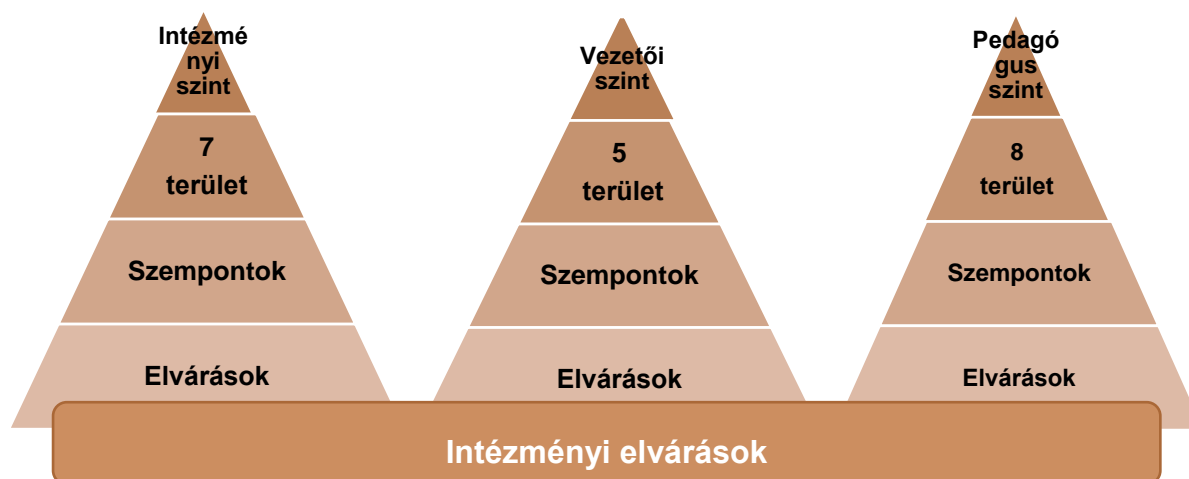 Intézmé
nyi
szint
7
terület
Szempontok
Elvárások
Vezetői
szint
5
terület
Szempontok
Elvárások
Pedagó
gus
szint
8
terület
Szempontok
Elvárások
Intézményi elvárások